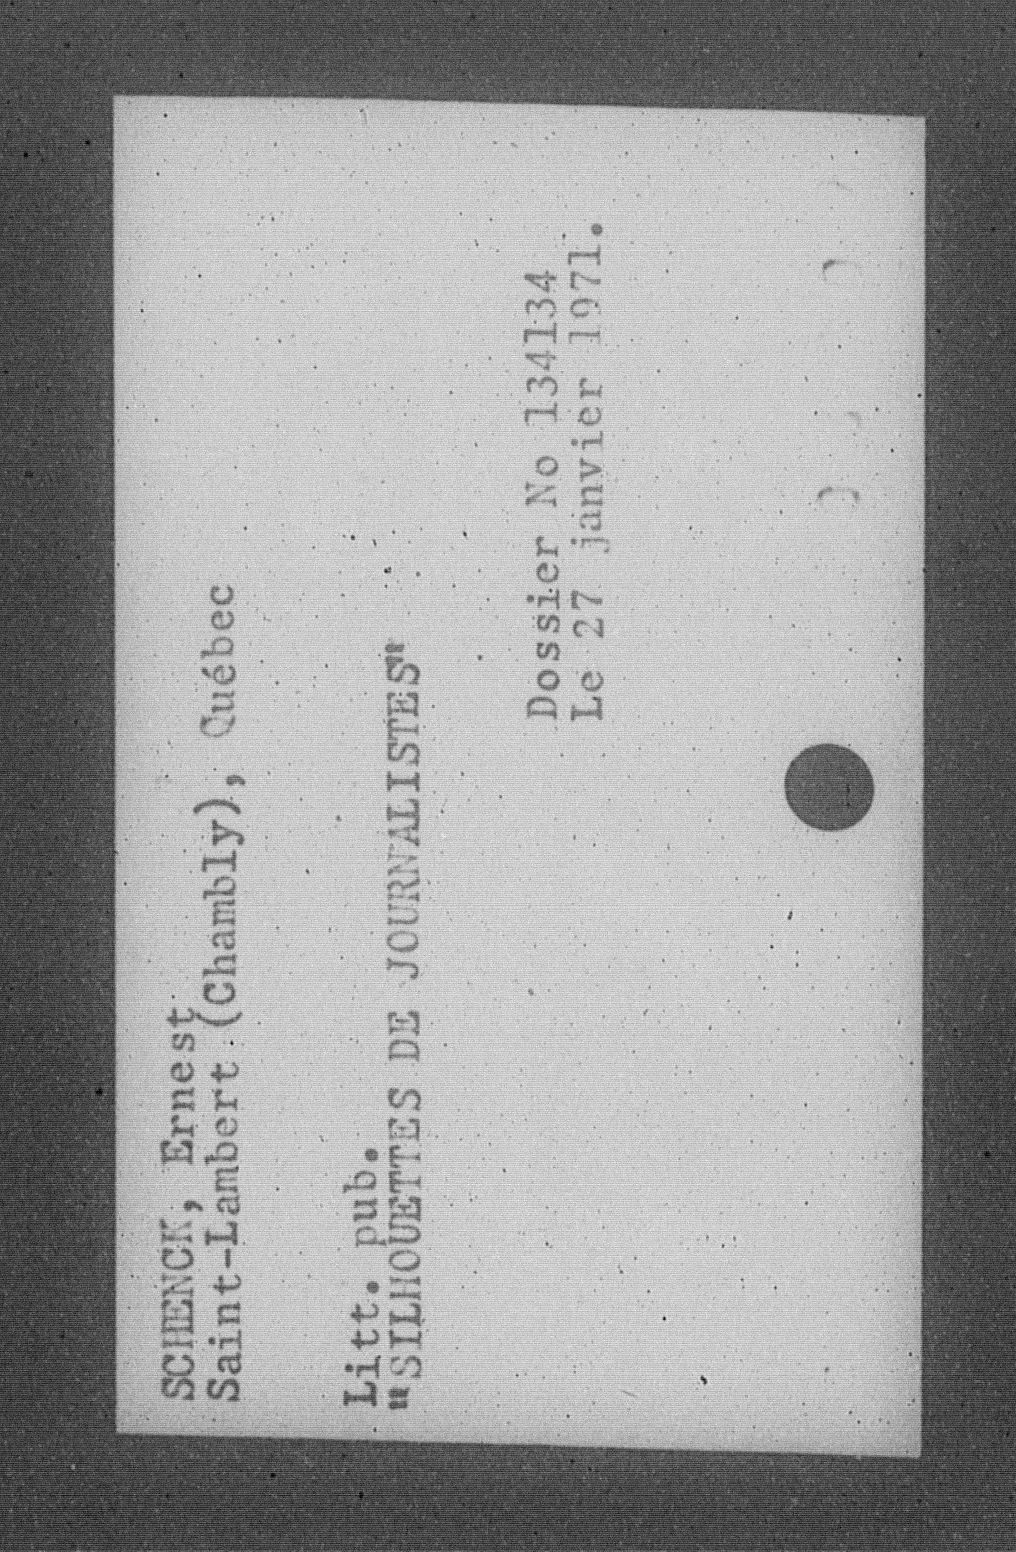 SCHENCK, Ernest
Saint-Lambert (Chambly), Québec
Litt. pub.
"SILHOUETTES DE JOURNALISTES"
Dossier No 134134
Le 27 janvier 1971.